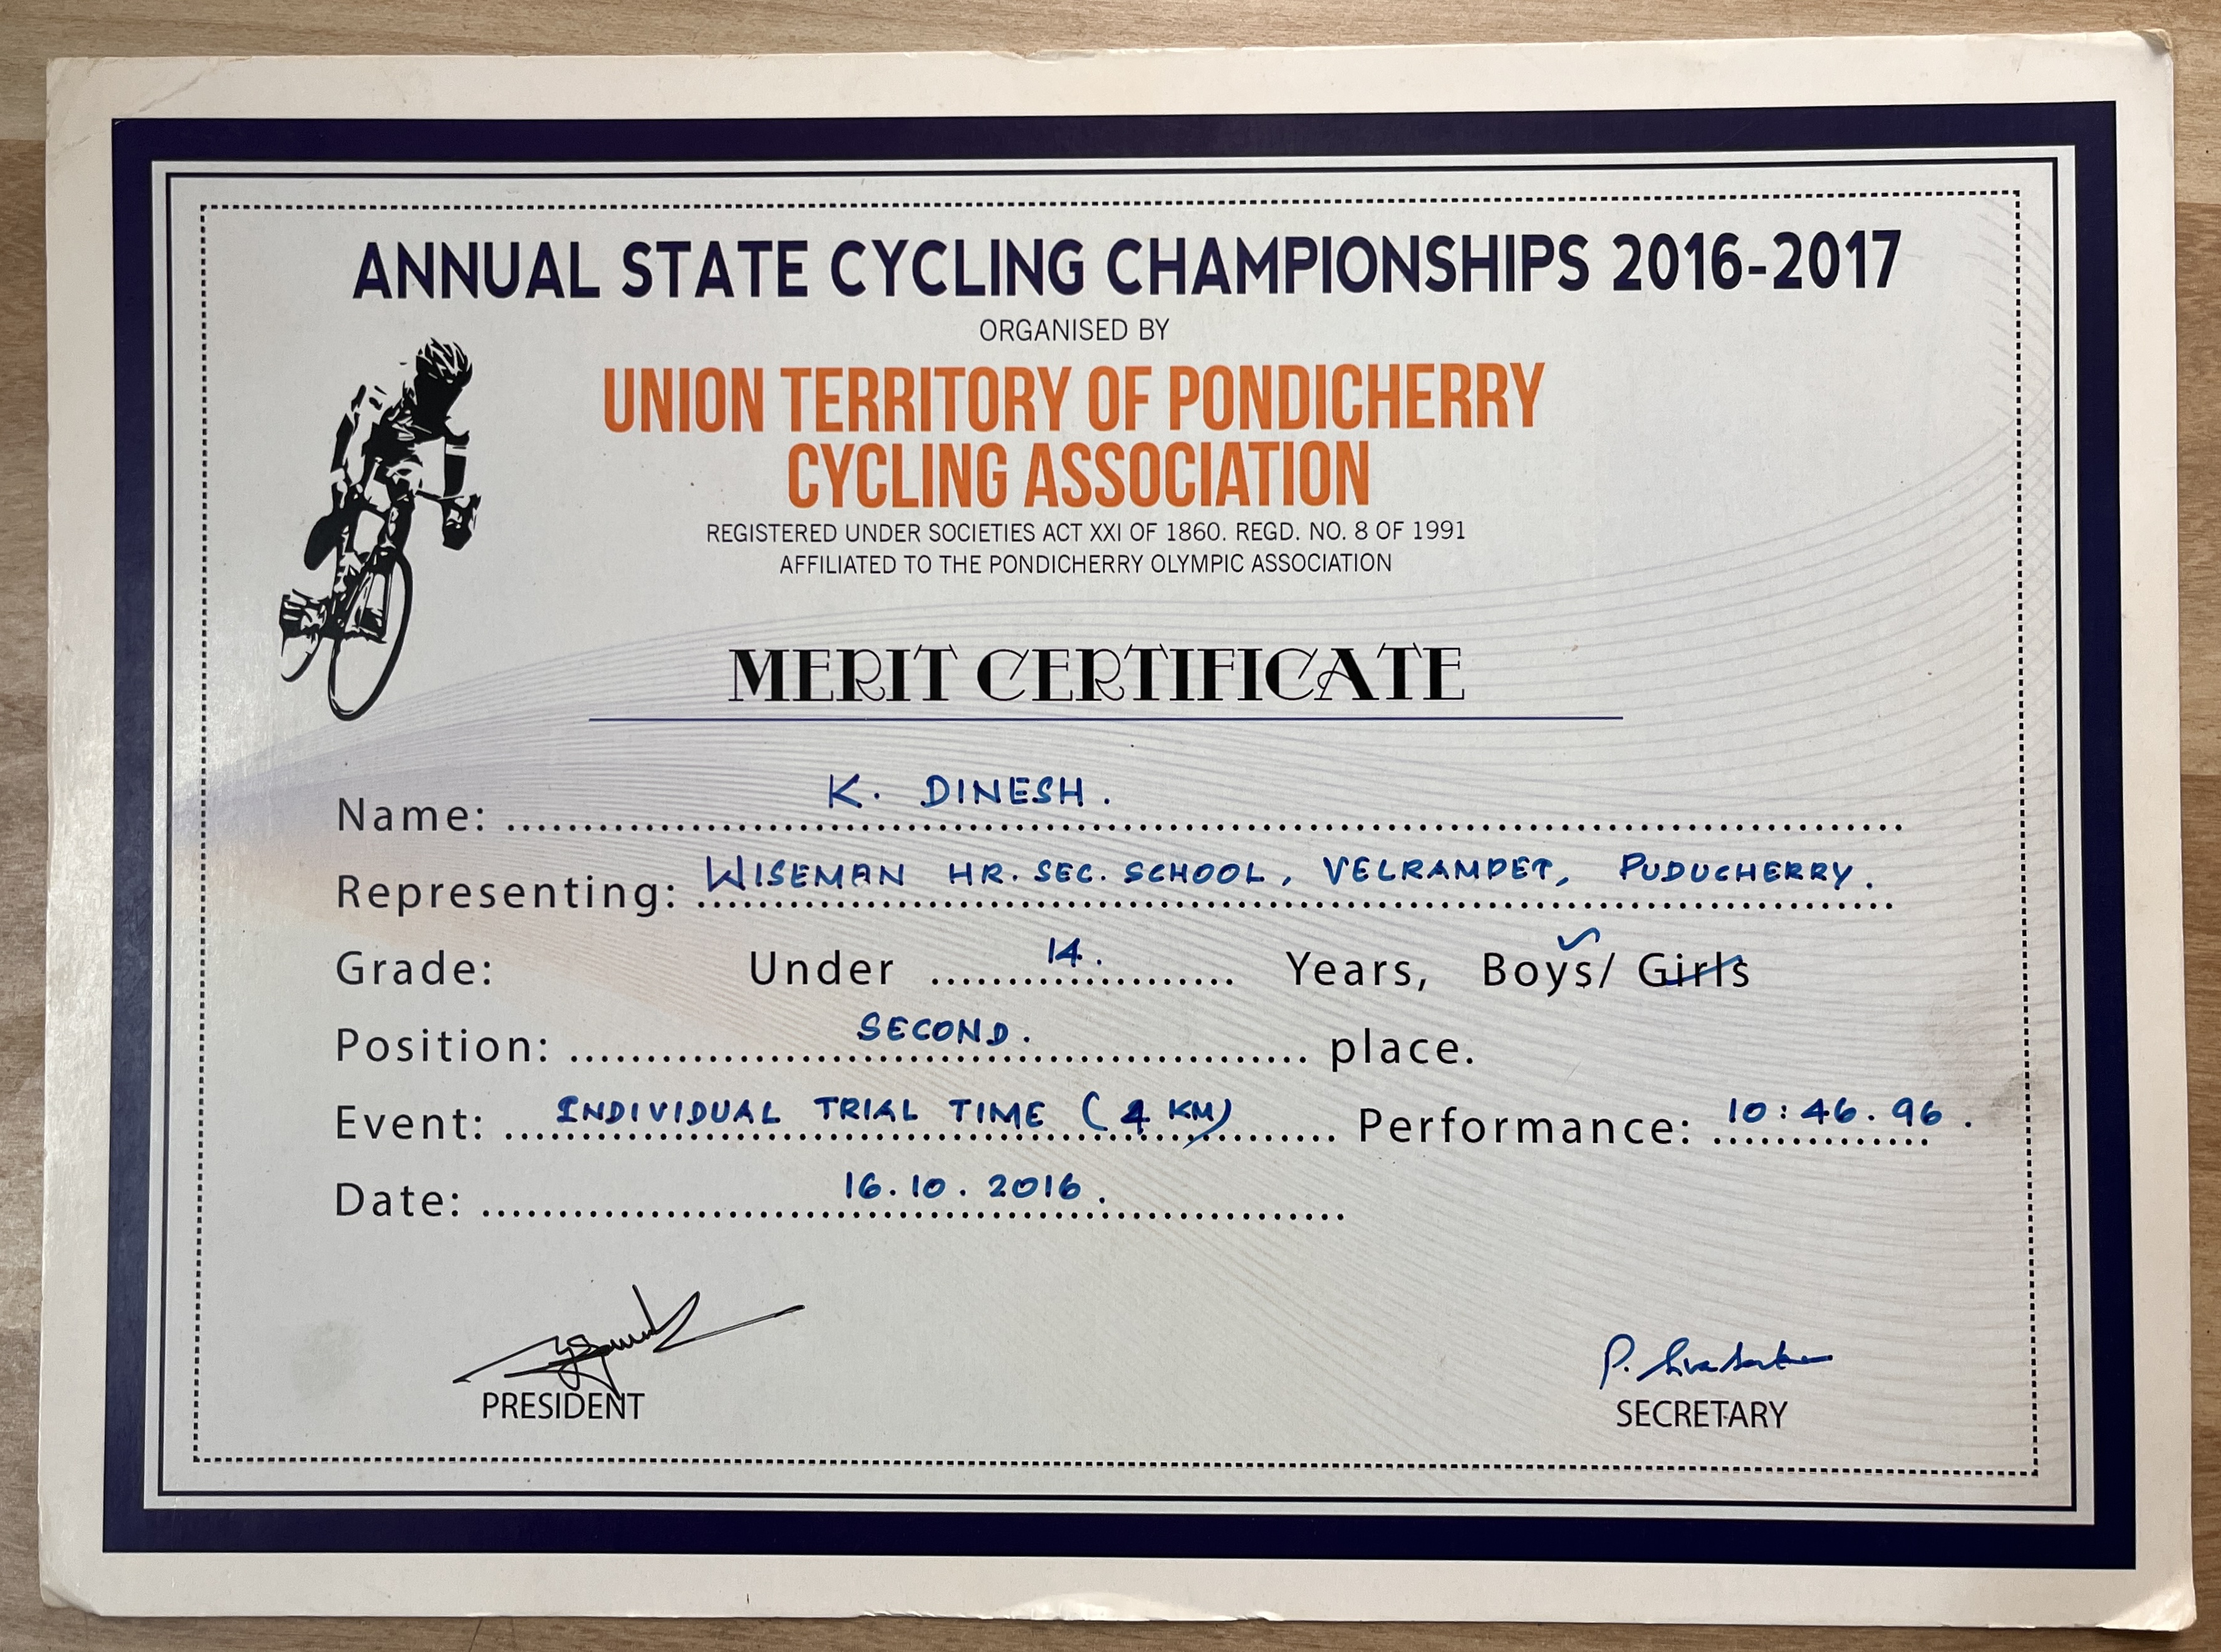 ANNUAL STATE CYCLING CHAMPIONSHIPS 2016-2017
ORGANISED BY
UNION TERRITORY OF PONDICHERRY
CYCLING ASSOCIATION
REGISTERED UNDER SOCIETIES ACT XXI OF 1860. REGD. NO. 8 OF 1991
AFFILIATED TO THE PONDICHERRY OLYMPIC ASSOCIATION
MERIT CERTIFICATE
Name: K. DINESH.
Representing: WISEMAN HR. SEC. SCHOOL, VELRAMPET, PUDUCHERRY.
Grade: Under 14. Years, Boys/ Girls
Position: SECOND. place.
Event: INDIVIDUAL TRIAL TIME (4 KM) Performance: 10:46.96.
Date: 16.10.2016.
P.
PRESIDENT SECRETARY